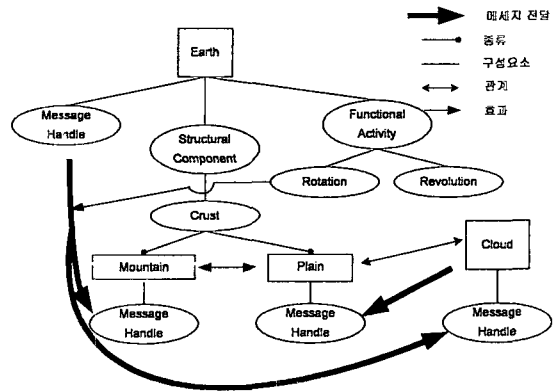 메세지 전달
종류
구성요소
관계
효과
Earth
Message
Handle
Structural
Component
Functional
Activity
Rotation
Revolution
Crust
Cloud
Mountain
Plain
Message
Handle
Message
Handle
Message
Handle